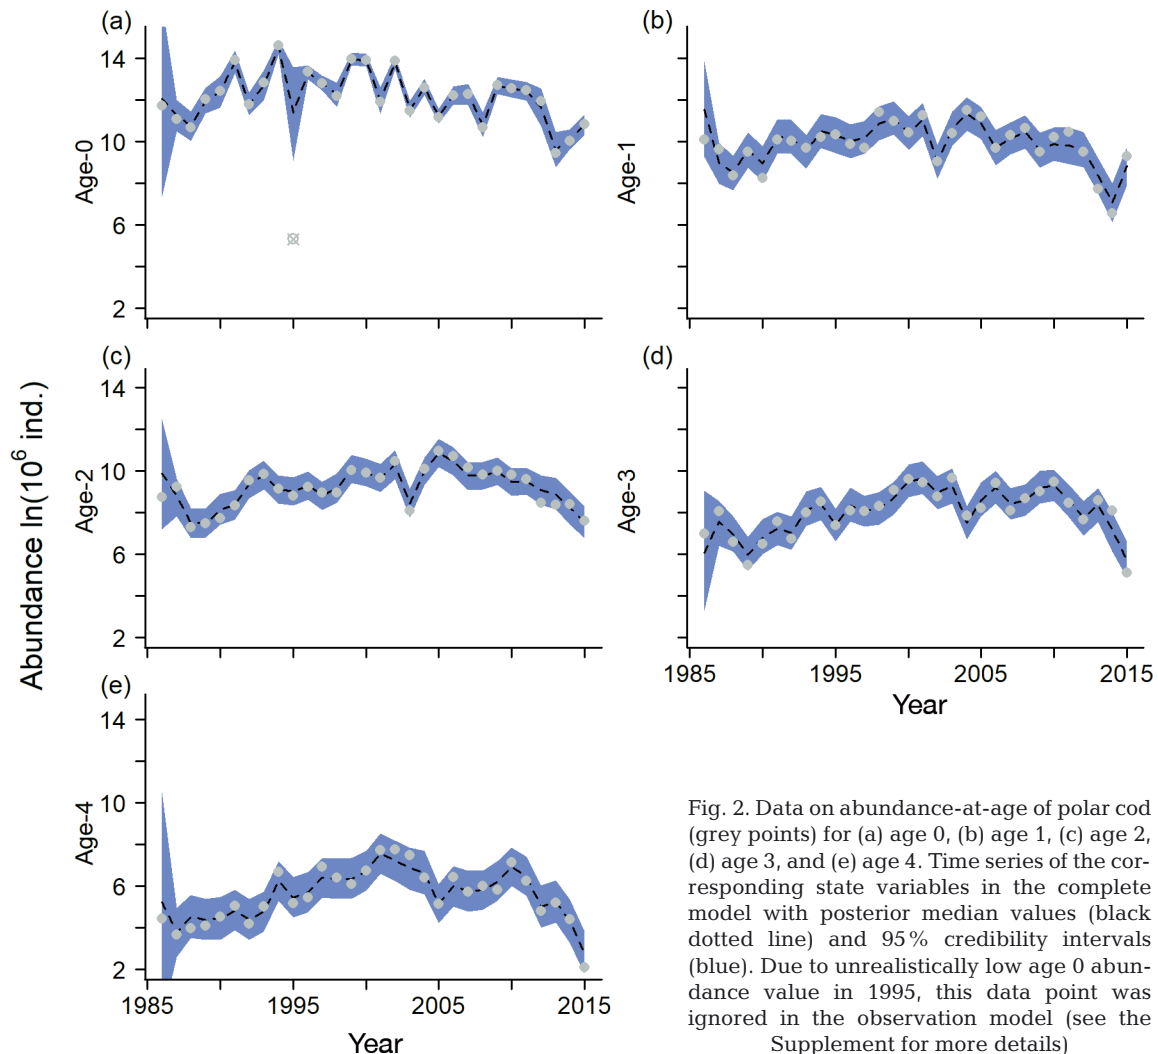 (a)
14
10
6
2
Age-0
(b)
Age-1
(c)
14
10
6
2
Age-2
(d)
Age-3
1985 1995 2005 2015
Year
(e)
14
10
6
2
Age-4
1985 1995 2005 2015
Year
Abundance ln(10⁶ ind.)
Fig. 2. Data on abundance-at-age of polar cod
(grey points) for (a) age 0, (b) age 1, (c) age 2,
(d) age 3, and (e) age 4. Time series of the cor-
responding state variables in the complete
model with posterior median values (black
dotted line) and 95% credibility intervals
(blue). Due to unrealistically low age 0 abun-
dance value in 1995, this data point was
ignored in the observation model (see the
Supplement for more details)